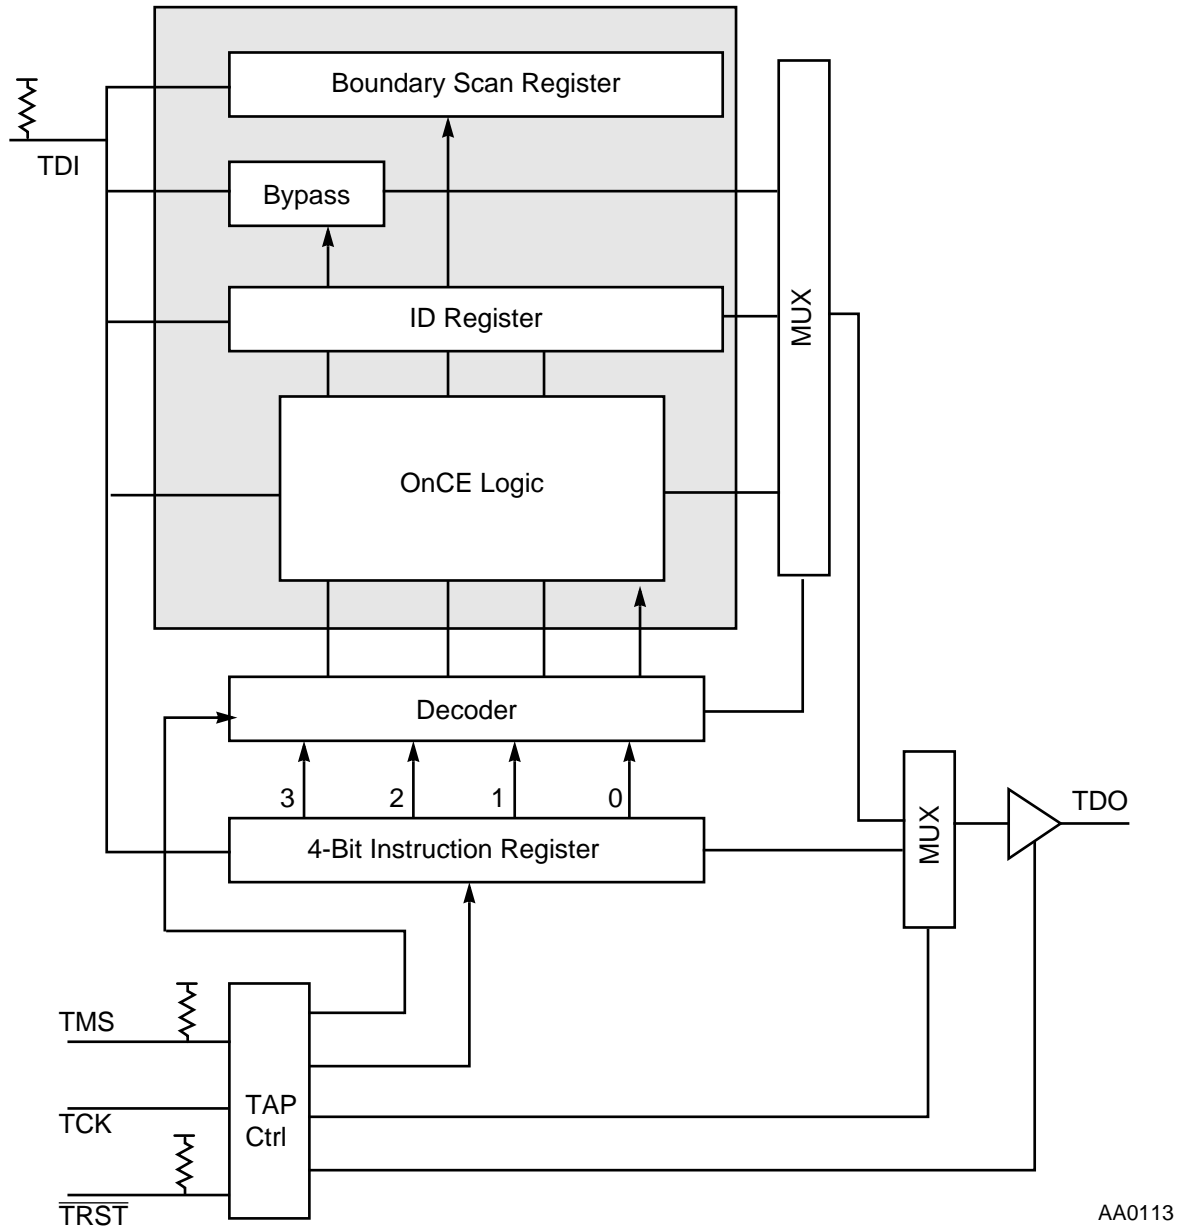 Boundary Scan Register
TDI
Bypass
ID Register
MUX
OnCE Logic
Decoder
3 2 1 0
4-Bit Instruction Register
MUX
TDO
TMS
TCK
TAP
Ctrl
TRST
AA0113